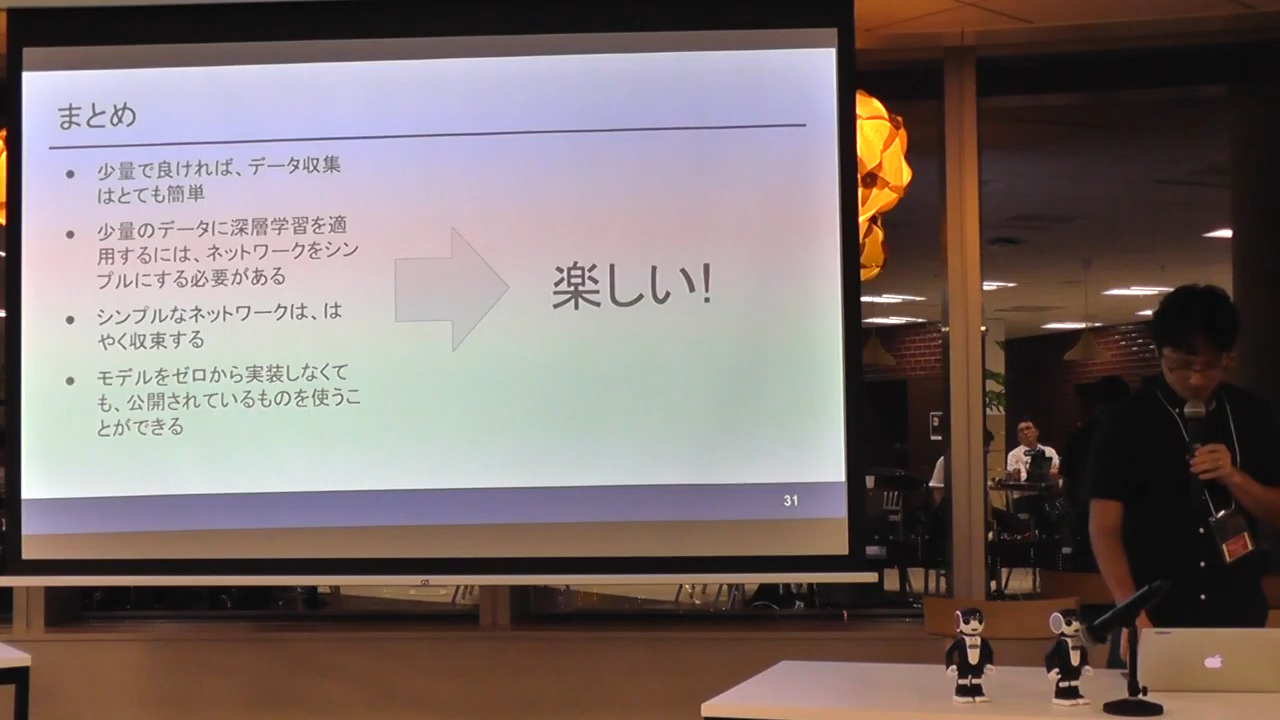 まとめ
● 少量で良ければ、データ収集
はとても簡単
● 少量のデータに深層学習を適
用するには、ネットワークをシン
プルにする必要がある
● シンプルなネットワークは、は
やく収束する
● モデルをゼロから実装しなくて
も、公開されているものを使うこ
とができる
楽しい!
31